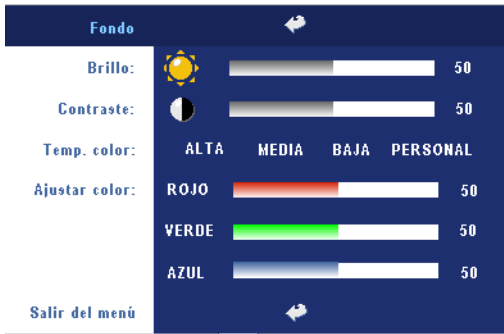 Fondo
Brillo: 50
Contraste: 50
Temp. color: ALTA MEDIA BAJA PERSONAL
Ajustar color: ROJO 50
VERDE 50
AZUL 50
Salir del menú